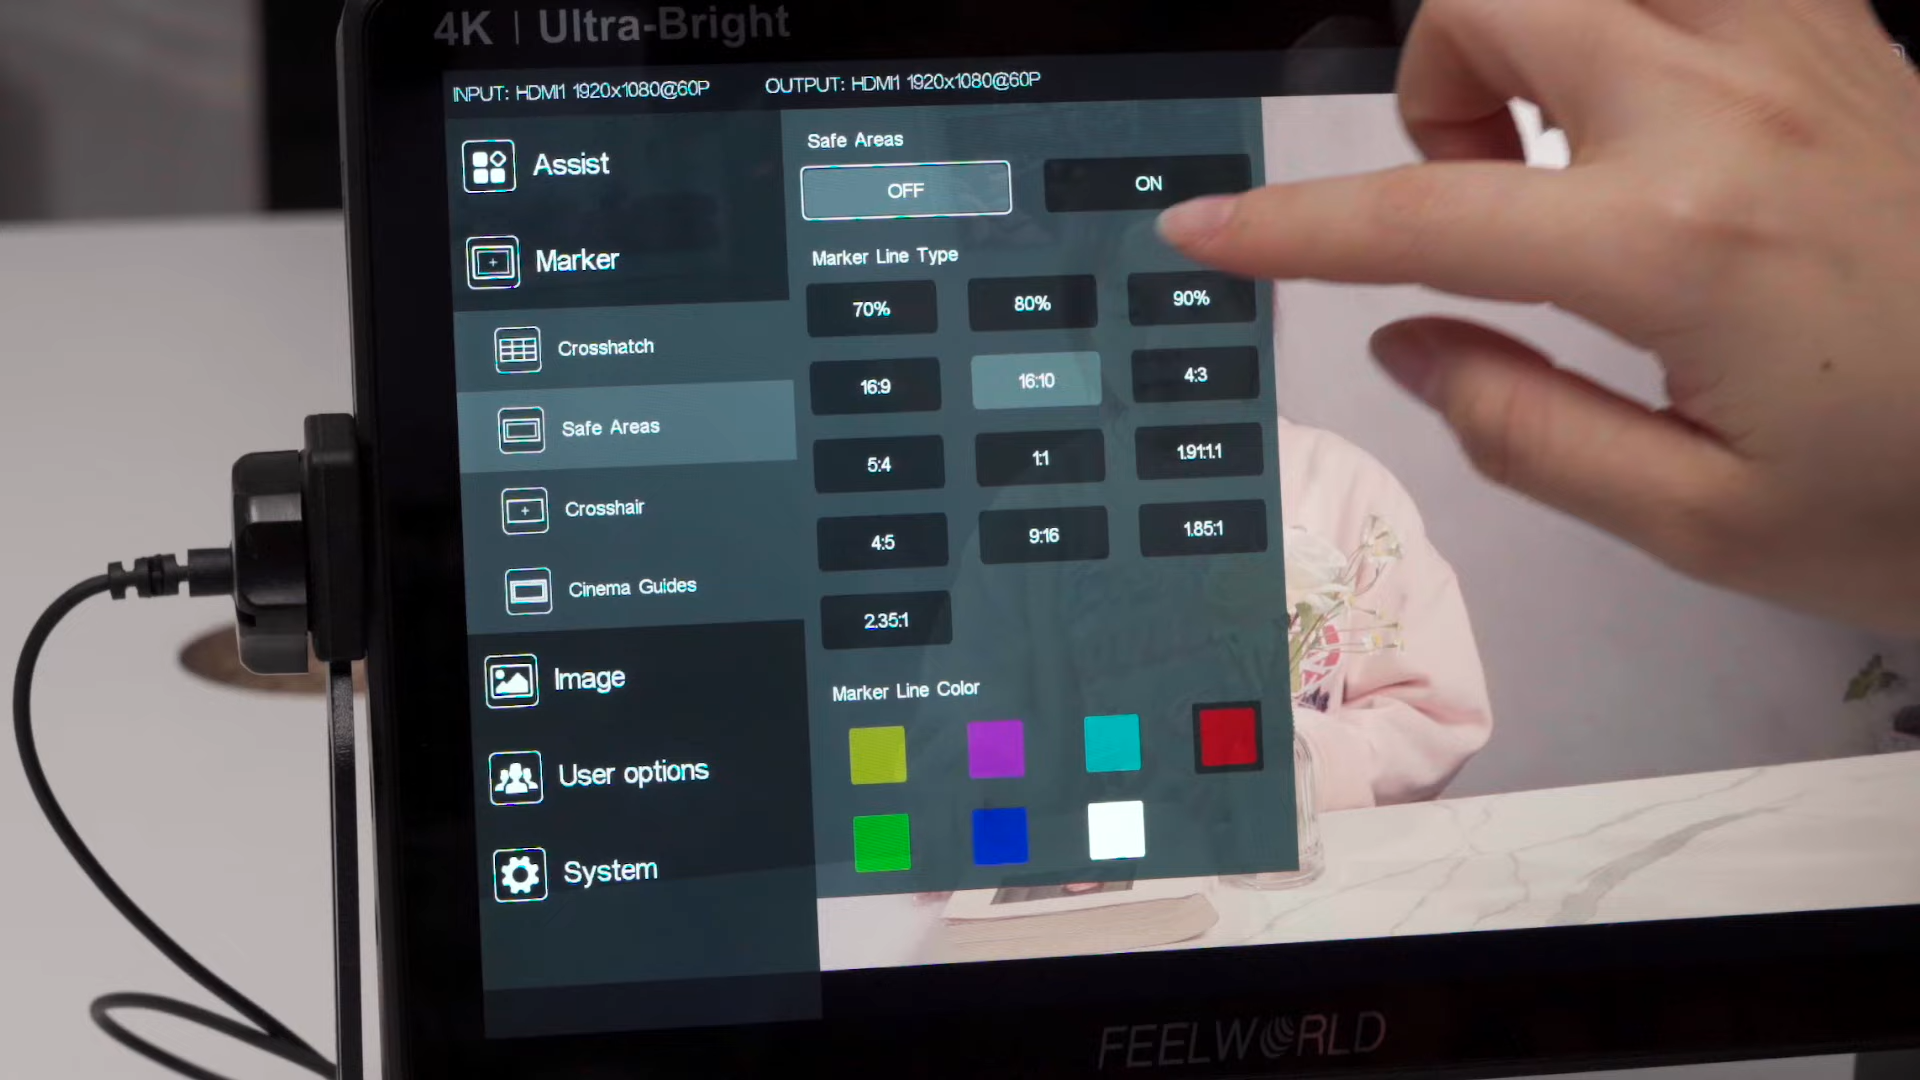 4K | Ultra-Bright
INPUT: HDMI1 1920x1080@60P OUTPUT: HDMI1 1920x1080@60P
Assist
Marker
Crosshatch
Safe Areas
Crosshair
Cinema Guides
Image
User options
System
Safe Areas
OFF ON
Marker Line Type
70% 80% 90%
16:9 16:10 4:3
5:4 1:1 1.91:1.1
4:5 9:16 1.85:1
2.35:1
Marker Line Color
FEELWORLD